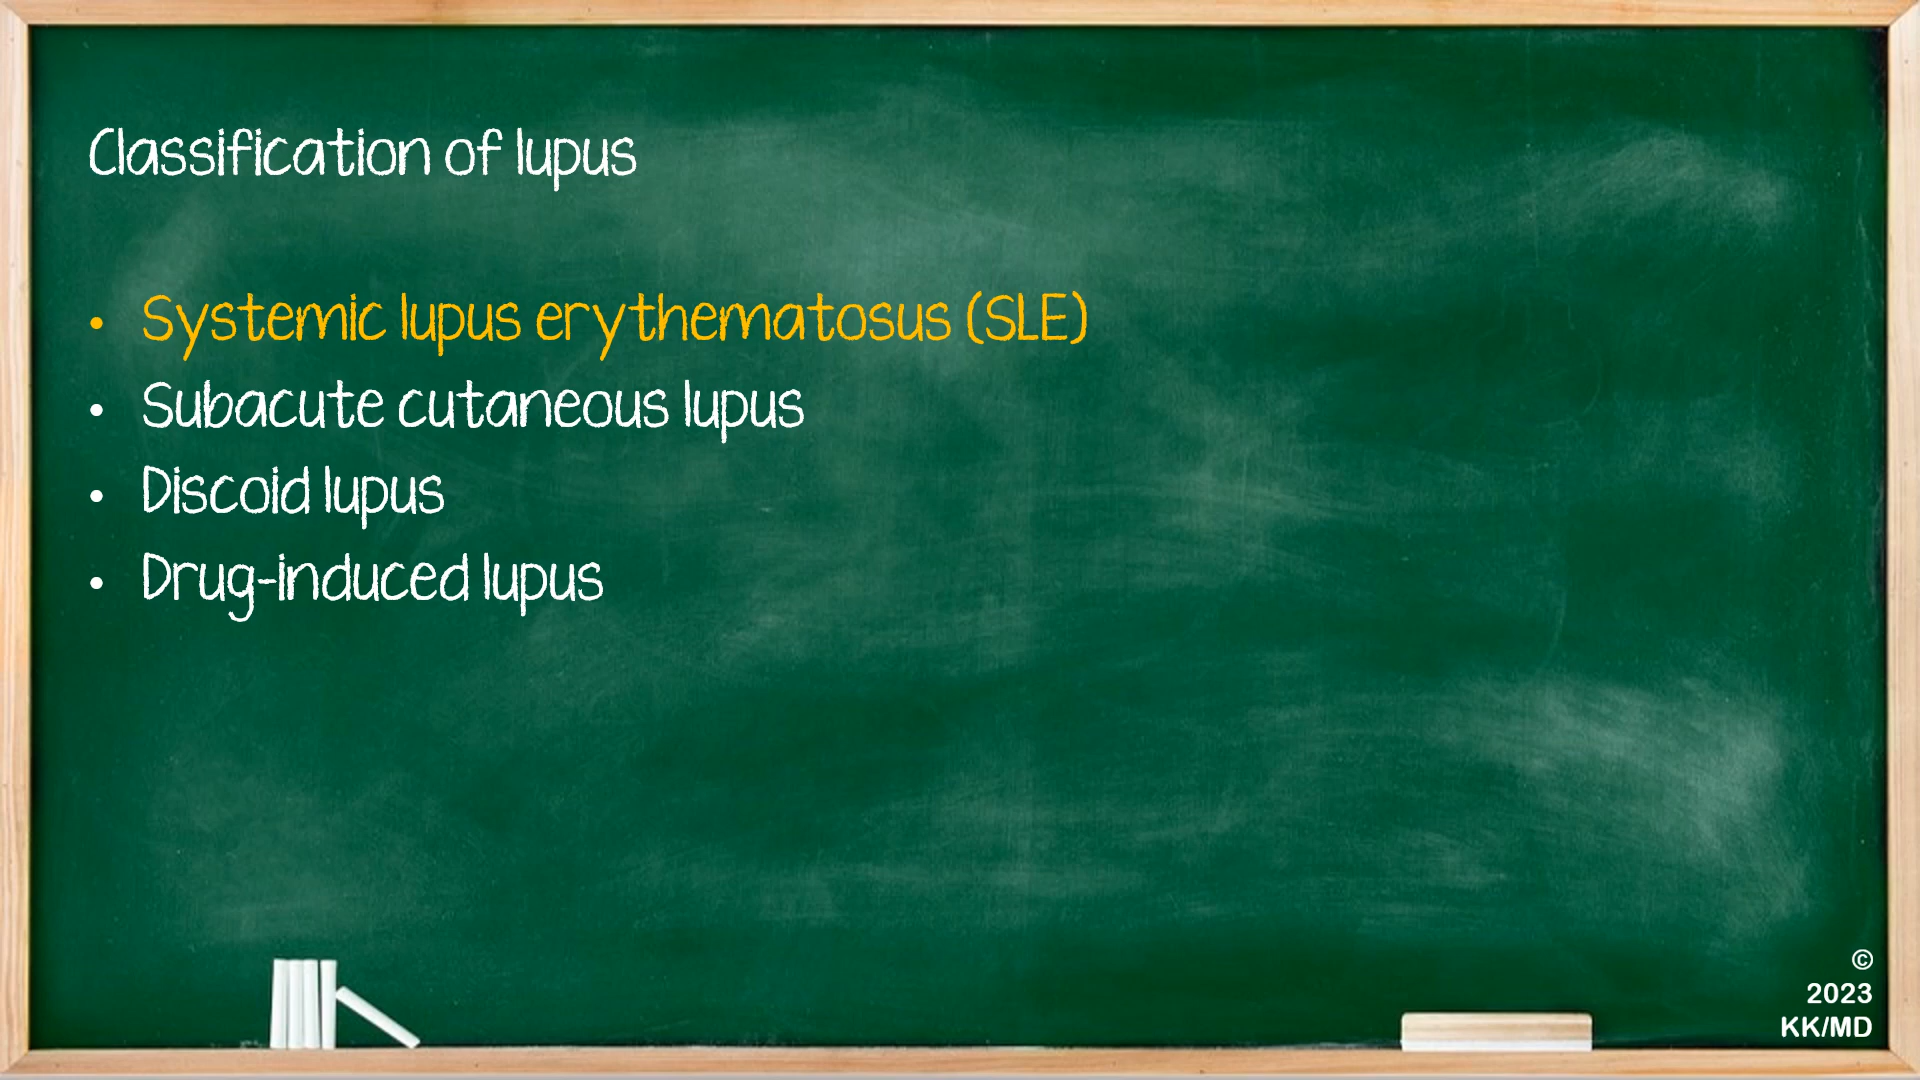 Classification of lupus
• Systemic lupus erythematosus (SLE)
• Subacute cutaneous lupus
• Discoid lupus
• Drug-induced lupus
©
2023
KK/MD